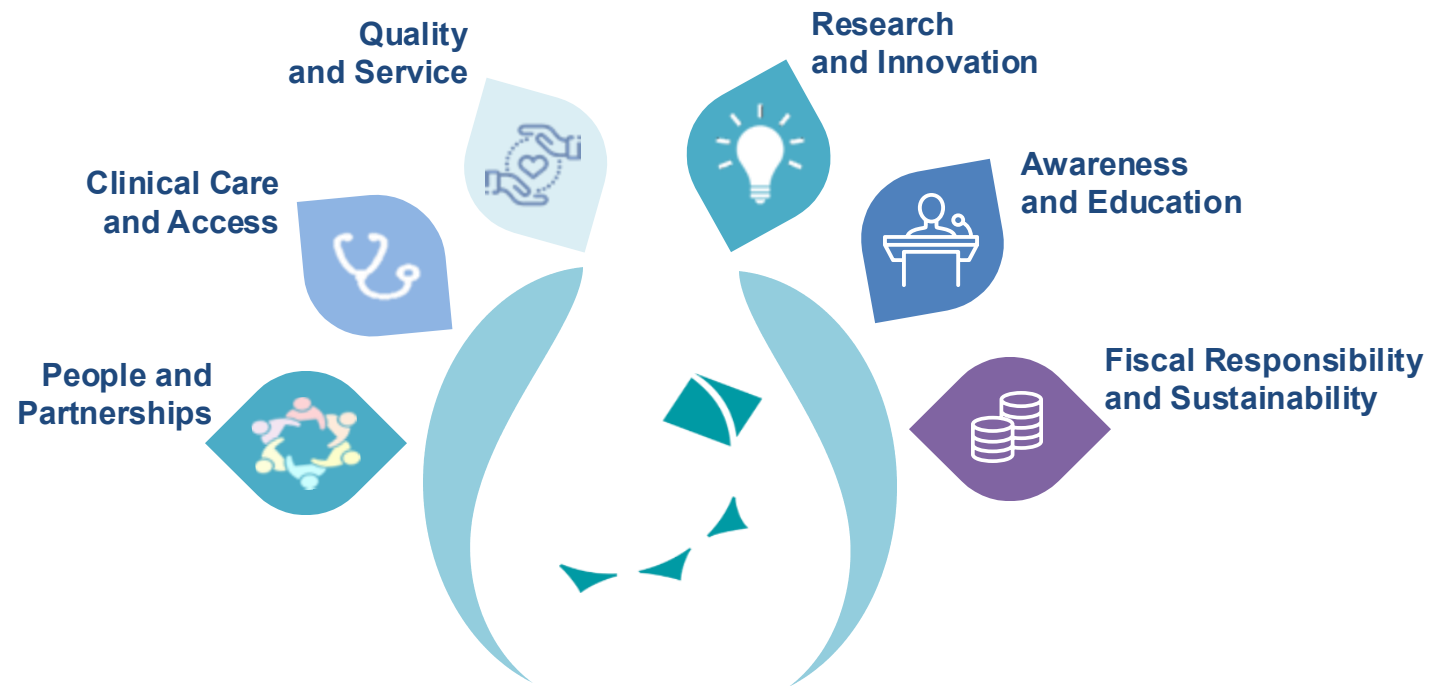 Quality
and Service
Research
and Innovation
Clinical Care
and Access
Awareness
and Education
People and
Partnerships
Fiscal Responsibility
and Sustainability